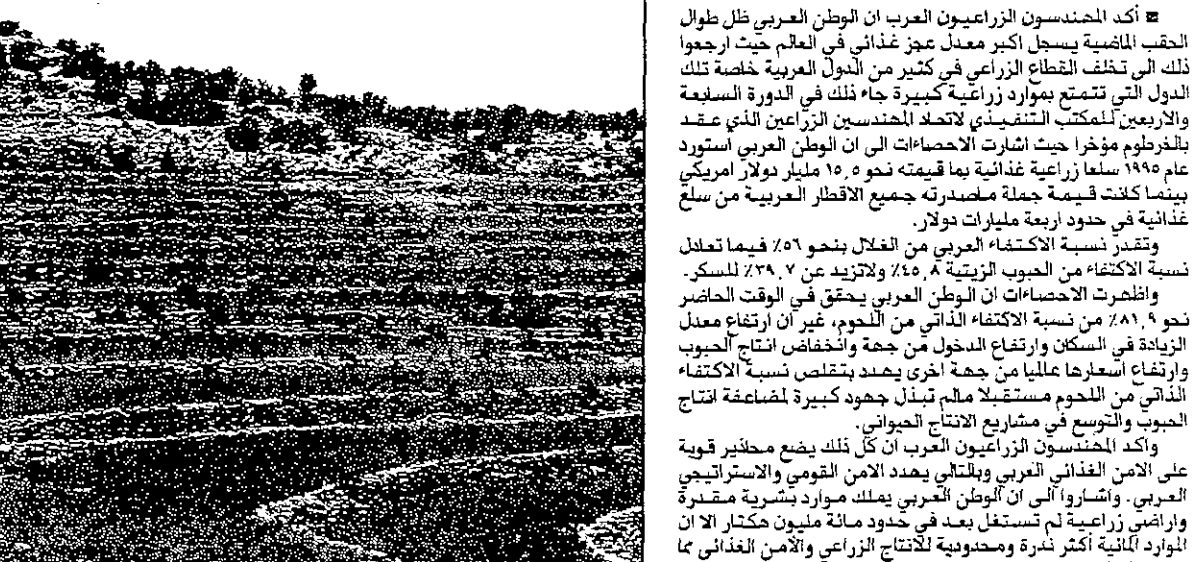 أكد المهندسون الزراعيون العرب ان الوطن العربي ظل طوال
الحقب الماضية يسجل اكبر معدل عجز غذائي في العالم حيث ارجعوا
ذلك الى تخلف القطاع الزراعي في كثير من الدول العربية خاصة تلك
الدول التي تتمتع بموارد زراعية كبيرة جاء ذلك في الدورة السابعة
والاربعين للمكتب التنفيذي لاتحاد المهندسين الزراعين الذي عقد
بالخرطوم مؤخرا حيث اشارت الاحصاءات الى ان الوطن العربي استورد
عام ١٩٩٥ سلعا زراعية غذائية بما قيمته نحو ١٥,٥ مليار دولار امريكي
بينما كانت قيمة جملة ماصدرته جميع الاقطار العربية من سلع
غذائية في حدود اربعة مليارات دولار.
وتقدر نسبة الاكتفاء العربي من الغلال بنحو ٥٦٪ فيما تعادل
نسبة الاكتفاء من الحبوب الزيتية ٤٥,٨٪ ولاتزيد عن ٣٩,٧٪ للسكر.
واظهرت الاحصاءات ان الوطن العربي يحقق في الوقت الحاضر
نحو ٨١,٩٪ من نسبة الاكتفاء الذاتي من اللحوم، غير ان ارتفاع معدل
الزيادة في السكان وارتفاع الدخول من جهة وانخفاض انتاج الحبوب
وارتفاع اسعارها عالميا من جهة اخرى يهدد بتقلص نسبة الاكتفاء
الذاتي من اللحوم مستقبلا مالم تبذل جهود كبيرة لمضاعفة انتاج
الحبوب والتوسع في مشاريع الانتاج الحيواني.
واكد المهندسون الزراعيون العرب ان كل ذلك يضع محاذير قوية
على الامن الغذائي العربي وبالتالي يهدد الامن القومي والاستراتيجي
العربي. واشاروا الى ان الوطن العربي يملك موارد بشرية مقدرة
واراضي زراعية لم تستغل بعد في حدود مائة مليون هكتار الا ان
الموارد المائية أكثر ندرة ومحدودية للانتاج الزراعي والأمن الغذائي مما